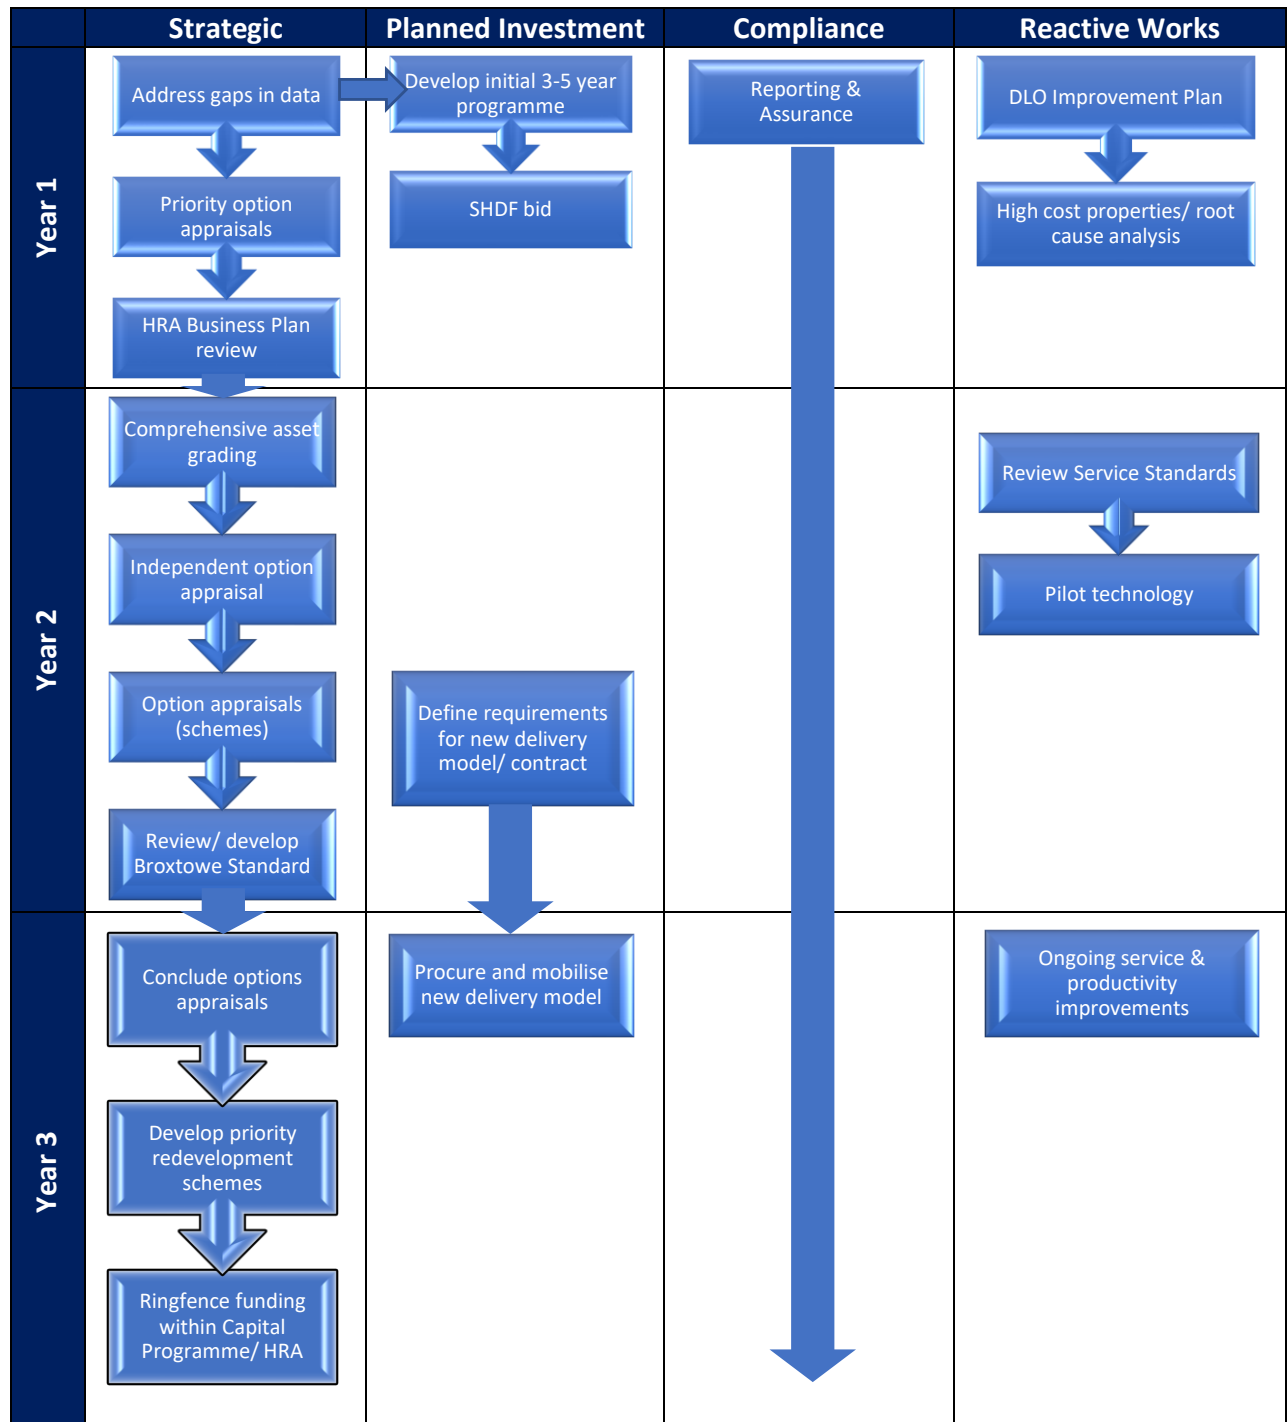 Strategic
Planned Investment
Compliance
Reactive Works
Year 1
Address gaps in data
Priority option
appraisals
HRA Business Plan
review
Develop initial 3-5 year
programme
SHDF bid
Reporting &
Assurance
DLO Improvement Plan
High cost properties/ root
cause analysis
Year 2
Comprehensive asset
grading
Independent option
appraisal
Option appraisals
(schemes)
Review/ develop
Broxtowe Standard
Define requirements
for new delivery
model/ contract
Review Service Standards
Pilot technology
Year 3
Conclude options
appraisals
Develop priority
redevelopment
schemes
Ringfence funding
within Capital
Programme/ HRA
Procure and mobilise
new delivery model
Ongoing service &
productivity
improvements